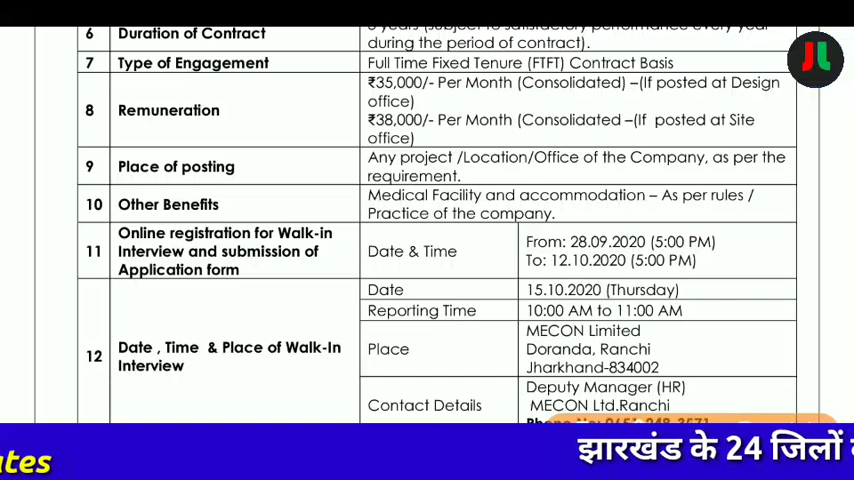 6 Duration of Contract
during the period of contract).
7 Type of Engagement Full Time Fixed Tenure (FTFT) Contract Basis
8 Remuneration
₹35,000/- Per Month (Consolidated) –(If posted at Design
office)
₹38,000/- Per Month (Consolidated –(If posted at Site
office)
9 Place of posting
Any project /Location/Office of the Company, as per the
requirement.
10 Other Benefits
Medical Facility and accommodation – As per rules /
Practice of the company.
11
Online registration for Walk-in
Interview and submission of
Application form
Date & Time
From: 28.09.2020 (5:00 PM)
To: 12.10.2020 (5:00 PM)
12
Date , Time & Place of Walk-In
Interview
Date 15.10.2020 (Thursday)
Reporting Time 10:00 AM to 11:00 AM
Place
MECON Limited
Doranda, Ranchi
Jharkhand-834002
Contact Details
Deputy Manager (HR)
MECON Ltd.Ranchi
JL
झारखंड के 24 जिलों